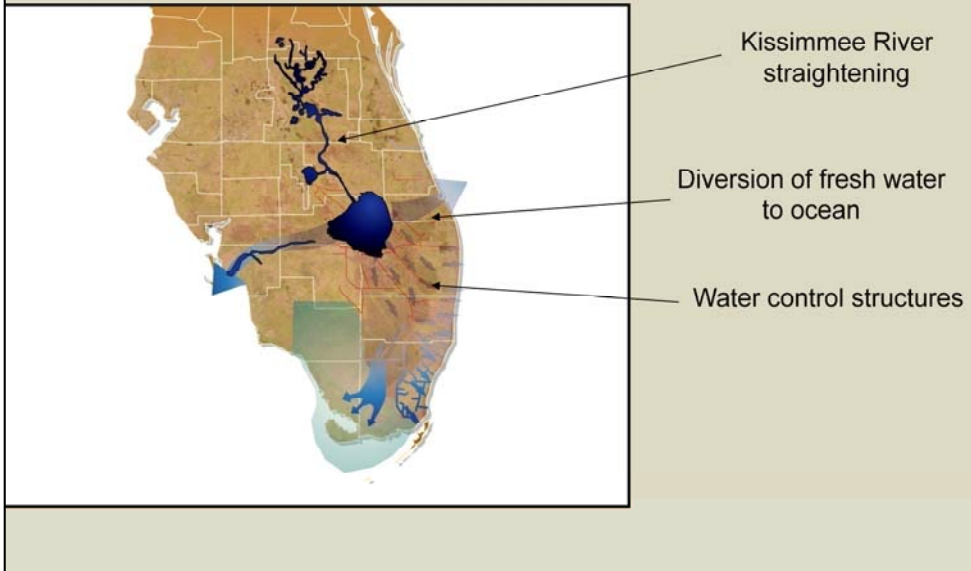 Kissimmee River
straightening
Diversion of fresh water
to ocean
Water control structures